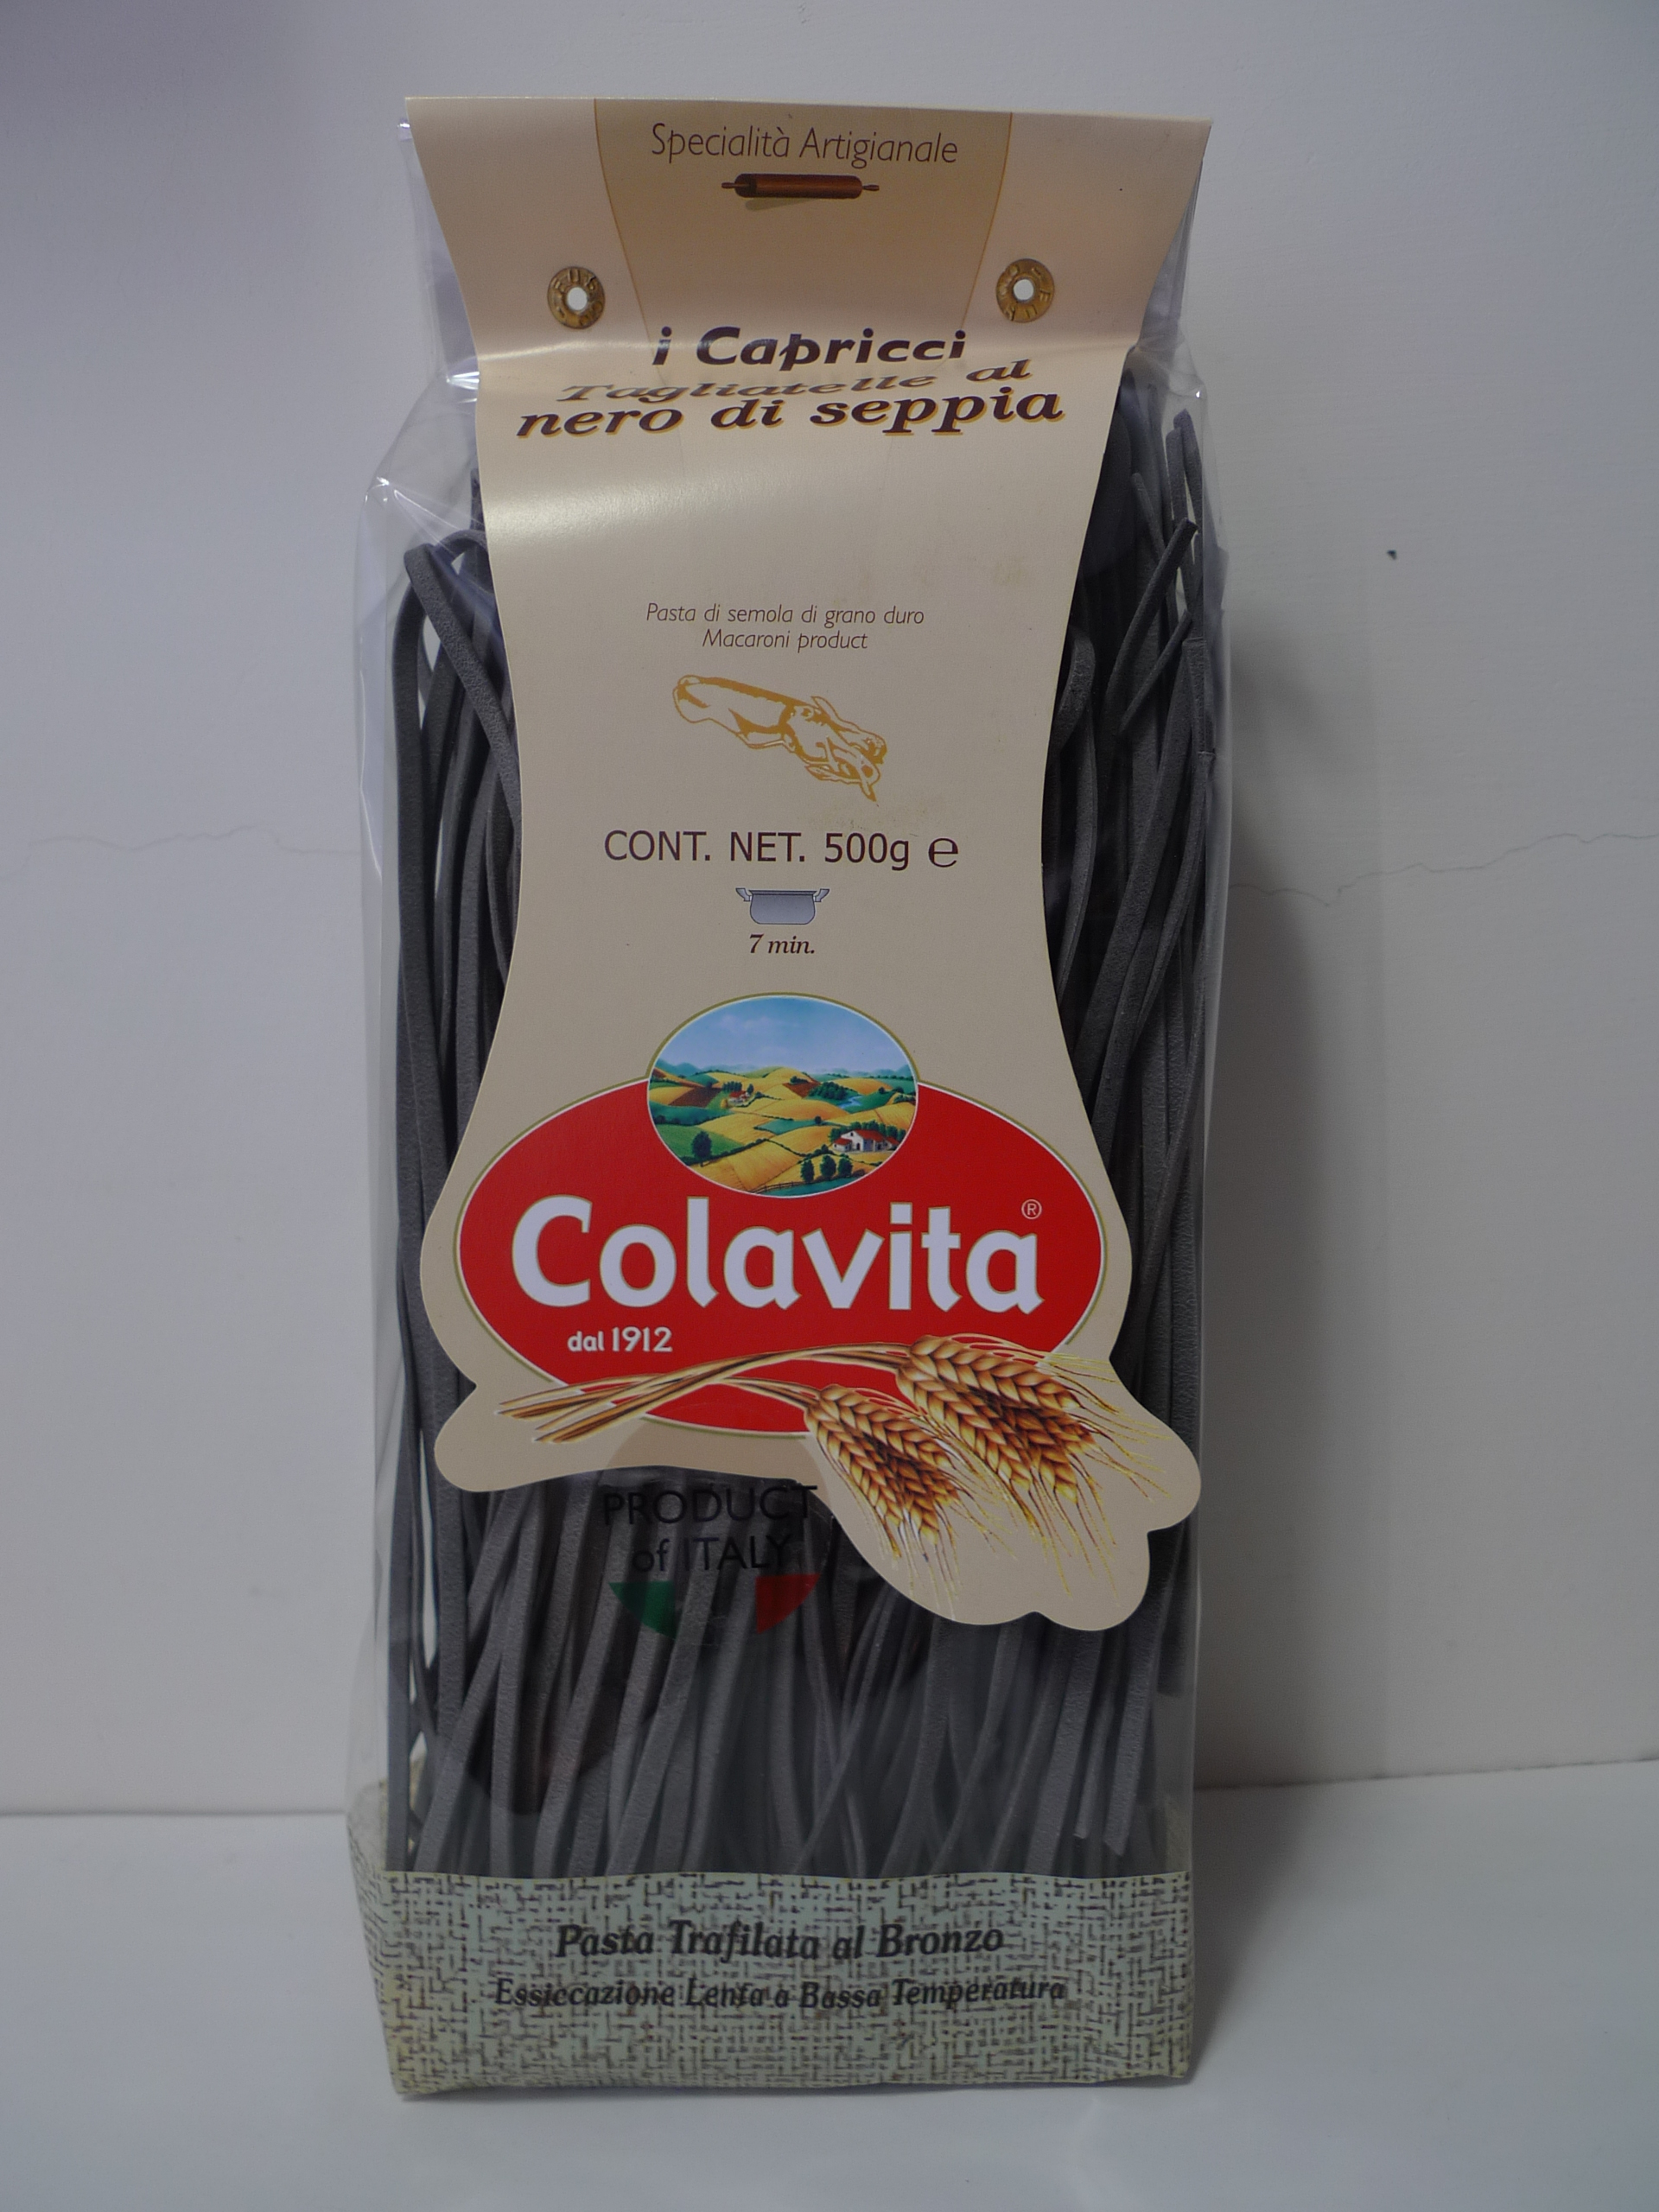 Specialità Artigianale
i Capricci
Tagliatelle al
nero di seppia
Pasta di semola di grano duro
Macaroni product
CONT. NET. 500g ℮
7 min.
Colavita®
dal 1912
PRODUCT
of ITALY
Pasta Trafilata al Bronzo
Essiccazione Lenta a Bassa Temperatura